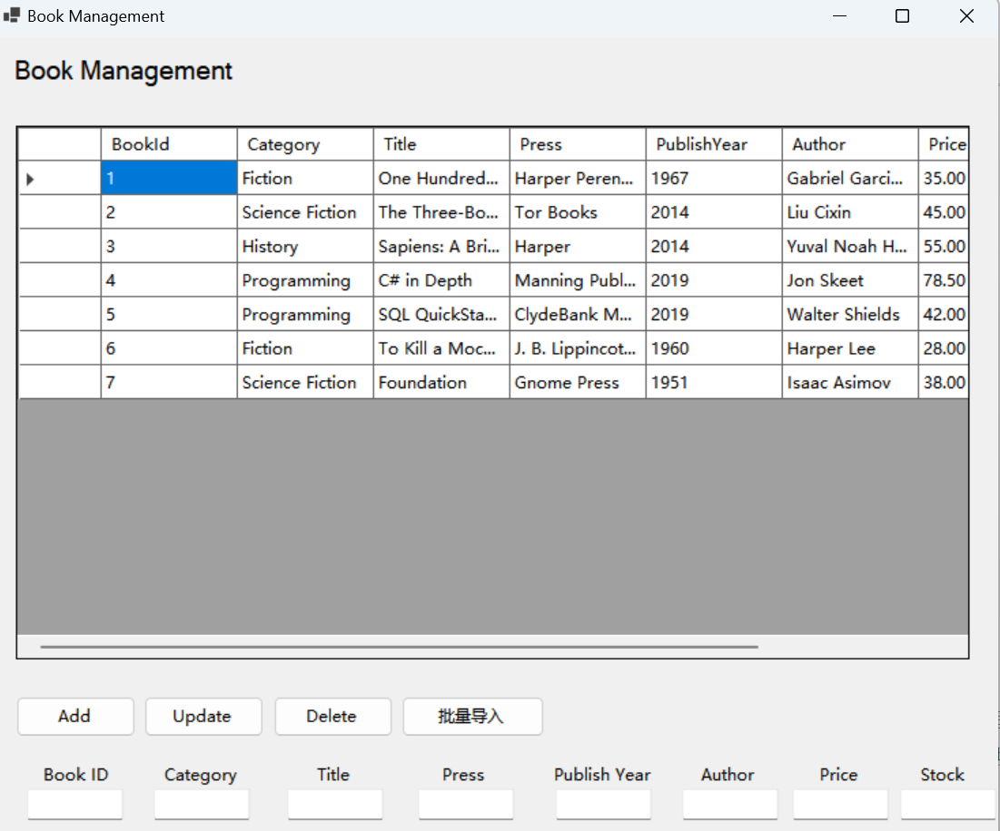 Book Management
Book Management
BookId Category Title Press PublishYear Author Price
1 Fiction One Hundred... Harper Peren... 1967 Gabriel Garci... 35.00
2 Science Fiction The Three-Bo... Tor Books 2014 Liu Cixin 45.00
3 History Sapiens: A Bri... Harper 2014 Yuval Noah H... 55.00
4 Programming C# in Depth Manning Publ... 2019 Jon Skeet 78.50
5 Programming SQL QuickSta... ClydeBank M... 2019 Walter Shields 42.00
6 Fiction To Kill a Moc... J. B. Lippincot... 1960 Harper Lee 28.00
7 Science Fiction Foundation Gnome Press 1951 Isaac Asimov 38.00
Add Update Delete 批量导入
Book ID Category Title Press Publish Year Author Price Stock